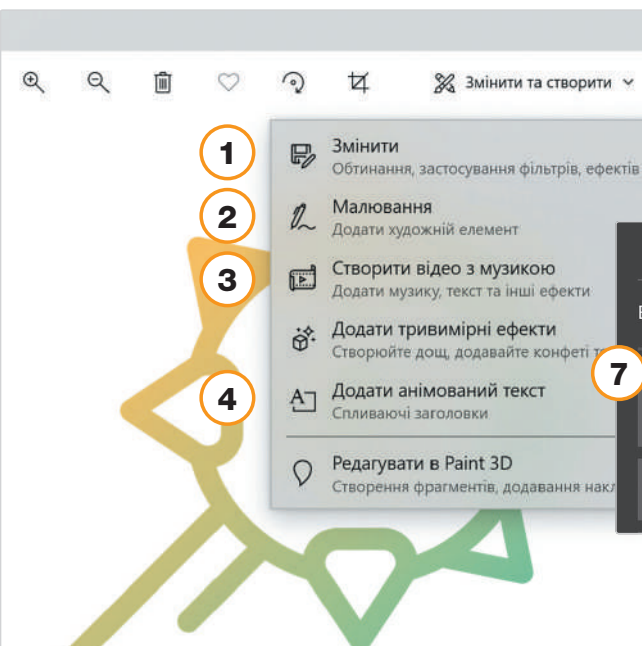 Змінити та створити
1
Змінити
Обтинання, застосування фільтрів, ефектів
2
Малювання
Додати художній елемент
3
Створити відео з музикою
Додати музику, текст та інші ефекти
Додати тривимірні ефекти
Створюйте дощ, додавайте конфеті
7
4
Додати анімований текст
Спливаючі заголовки
Редагувати в Paint 3D
Створення фрагментів, додавання